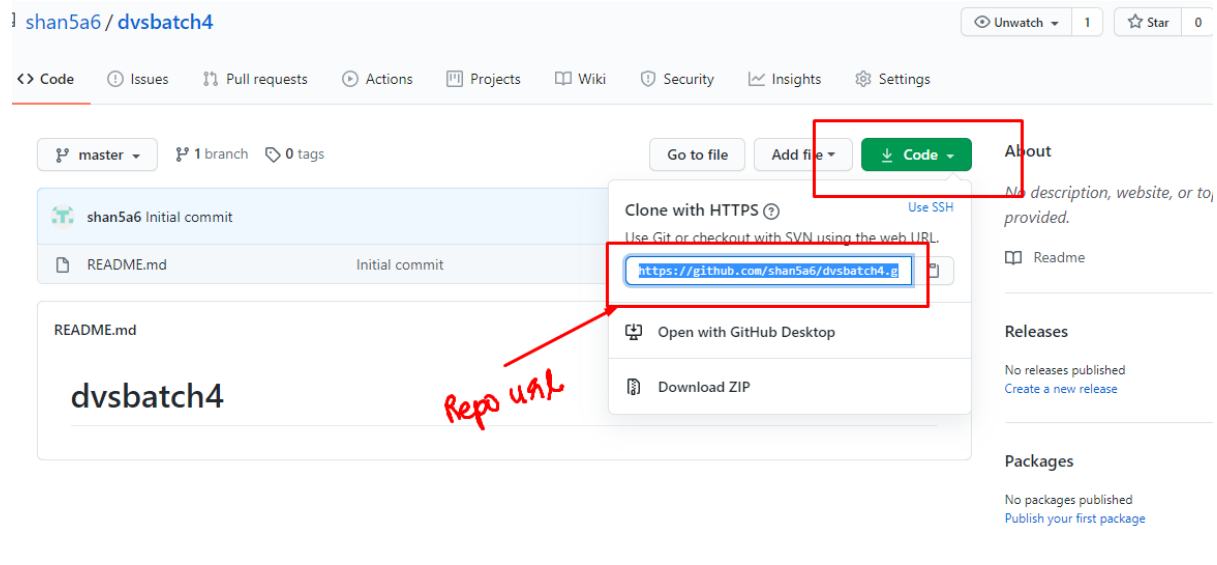 shan5a6 / dvsbatch4
Unwatch 1 Star 0
<> Code Issues Pull requests Actions Projects Wiki Security Insights Settings
master 1 branch 0 tags Go to file Add file Code
About
No description, website, or top
provided.
Readme
shan5a6 Initial commit
README.md Initial commit
Clone with HTTPS ?
Use SSH
Use Git or checkout with SVN using the web URL.
https://github.com/shan5a6/dvsbatch4.g
Open with GitHub Desktop
Download ZIP
Repo URL
README.md
dvsbatch4
Releases
No releases published
Create a new release
Packages
No packages published
Publish your first package